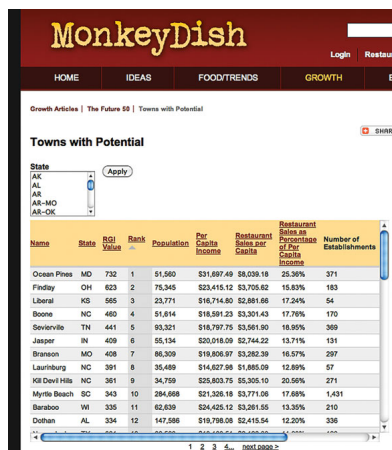 MonkeyDish
Login Restau
HOME IDEAS FOOD/TRENDS GROWTH E
Growth Articles | The Future 50 | Towns with Potential
SHAR
Towns with Potential
State
AK
AL
AR
AR-MO
AR-OK
Apply
Name State RGI Value Rank Population Per Capita Income Restaurant Sales per Capita Restaurant Sales as Percentage of Per Capita Income Number of Establishments
Ocean Pines MD 732 1 51,560 $31,697.49 $8,039.18 25.36% 371
Findlay OH 623 2 75,345 $23,415.12 $3,705.62 15.83% 183
Liberal KS 565 3 23,771 $16,714.80 $2,881.66 17.24% 54
Boone NC 460 4 51,614 $18,591.23 $3,301.43 17.76% 170
Sevierville TN 441 5 93,321 $18,797.75 $3,561.90 18.95% 369
Jasper IN 409 6 55,134 $20,018.09 $2,744.22 13.71% 131
Branson MO 408 7 86,309 $19,806.97 $3,282.39 16.57% 297
Laurinburg NC 391 8 35,489 $14,627.98 $1,885.09 12.89% 57
Kill Devil Hills NC 361 9 34,759 $25,803.75 $5,305.10 20.56% 271
Myrtle Beach SC 343 10 284,668 $21,326.18 $3,771.06 17.68% 1,431
Baraboo WI 335 11 62,639 $24,425.12 $3,261.55 13.35% 210
Dothan AL 334 12 147,586 $19,798.08 $2,415.54 12.20% 336
1 2 3 4... next page >